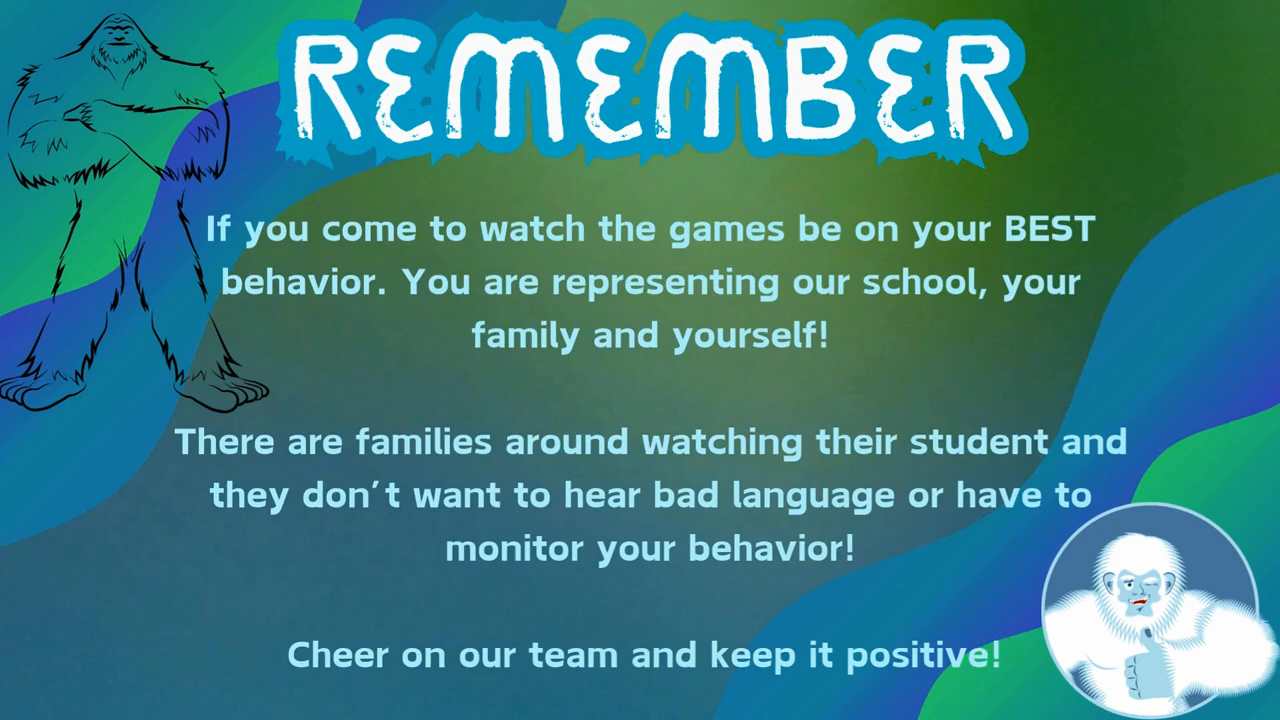 REMEMBER
If you come to watch the games be on your BEST
behavior. You are representing our school, your
family and yourself!
There are families around watching their student and
they don't want to hear bad language or have to
monitor your behavior!
Cheer on our team and keep it positive!